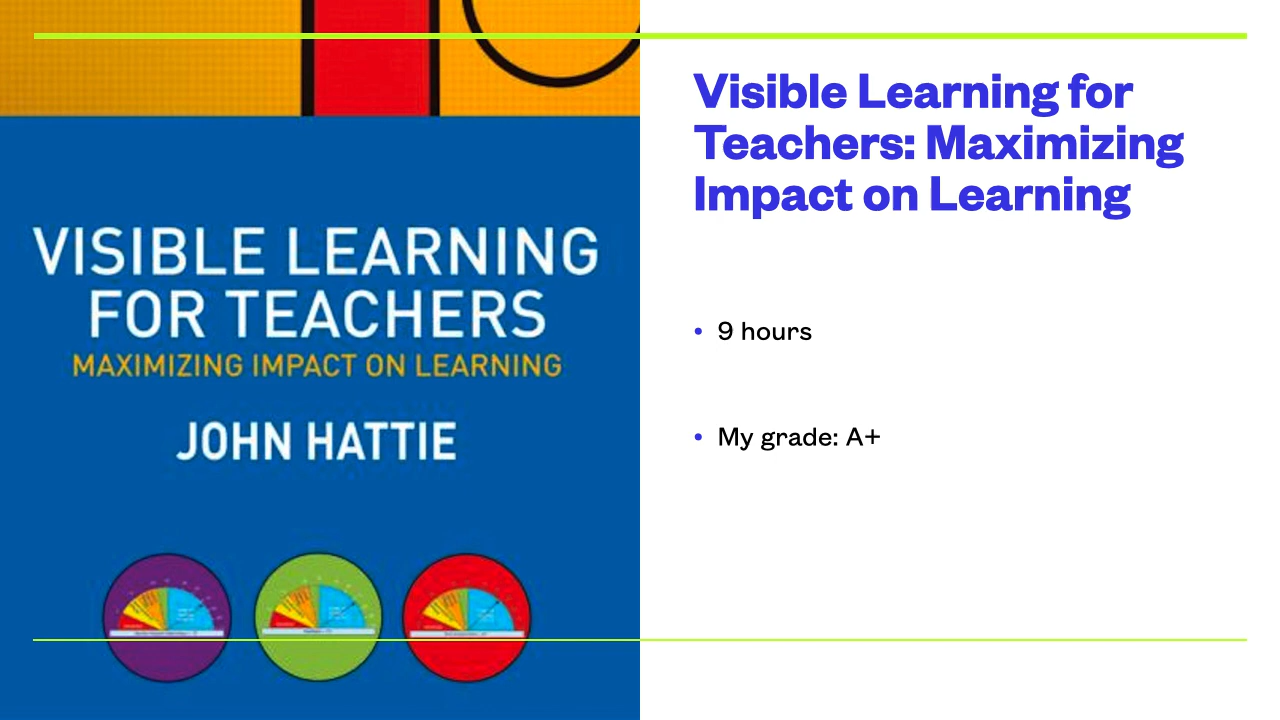 VISIBLE LEARNING
FOR TEACHERS
MAXIMIZING IMPACT ON LEARNING
JOHN HATTIE
Visible Learning for
Teachers: Maximizing
Impact on Learning
• 9 hours
• My grade: A+